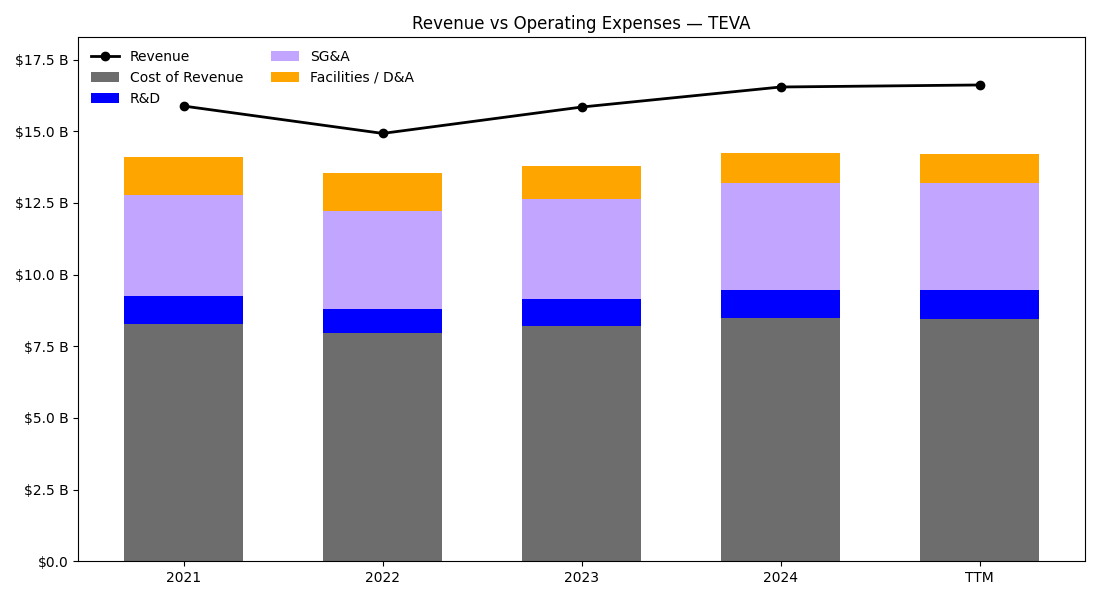 Revenue vs Operating Expenses — TEVA
Revenue
Cost of Revenue
R&D
SG&A
Facilities / D&A
$17.5 B
$15.0 B
$12.5 B
$10.0 B
$7.5 B
$5.0 B
$2.5 B
$0.0
2021 2022 2023 2024 TTM